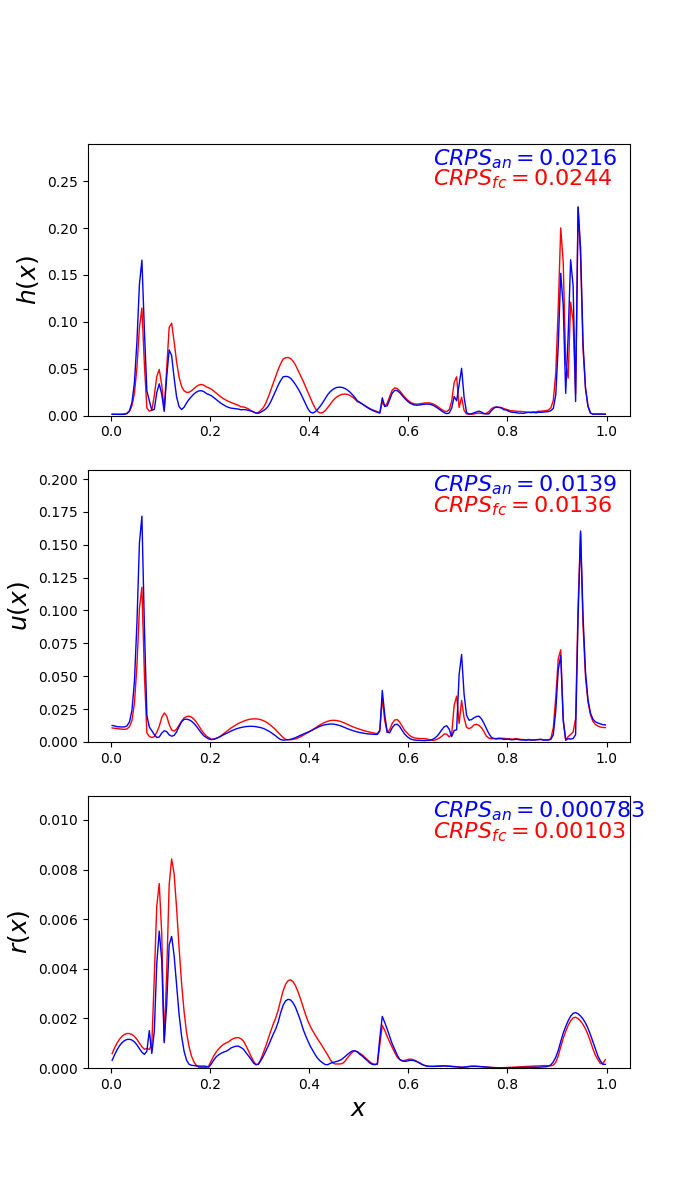 CRPS_an = 0.0216
CRPS_fc = 0.0244
0.25
0.20
0.15
0.10
0.05
0.00
h(x)
0.0 0.2 0.4 0.6 0.8 1.0
CRPS_an = 0.0139
CRPS_fc = 0.0136
0.200
0.175
0.150
0.125
0.100
0.075
0.050
0.025
0.000
u(x)
0.0 0.2 0.4 0.6 0.8 1.0
CRPS_an = 0.000783
CRPS_fc = 0.00103
0.010
0.008
0.006
0.004
0.002
0.000
r(x)
0.0 0.2 0.4 0.6 0.8 1.0
x